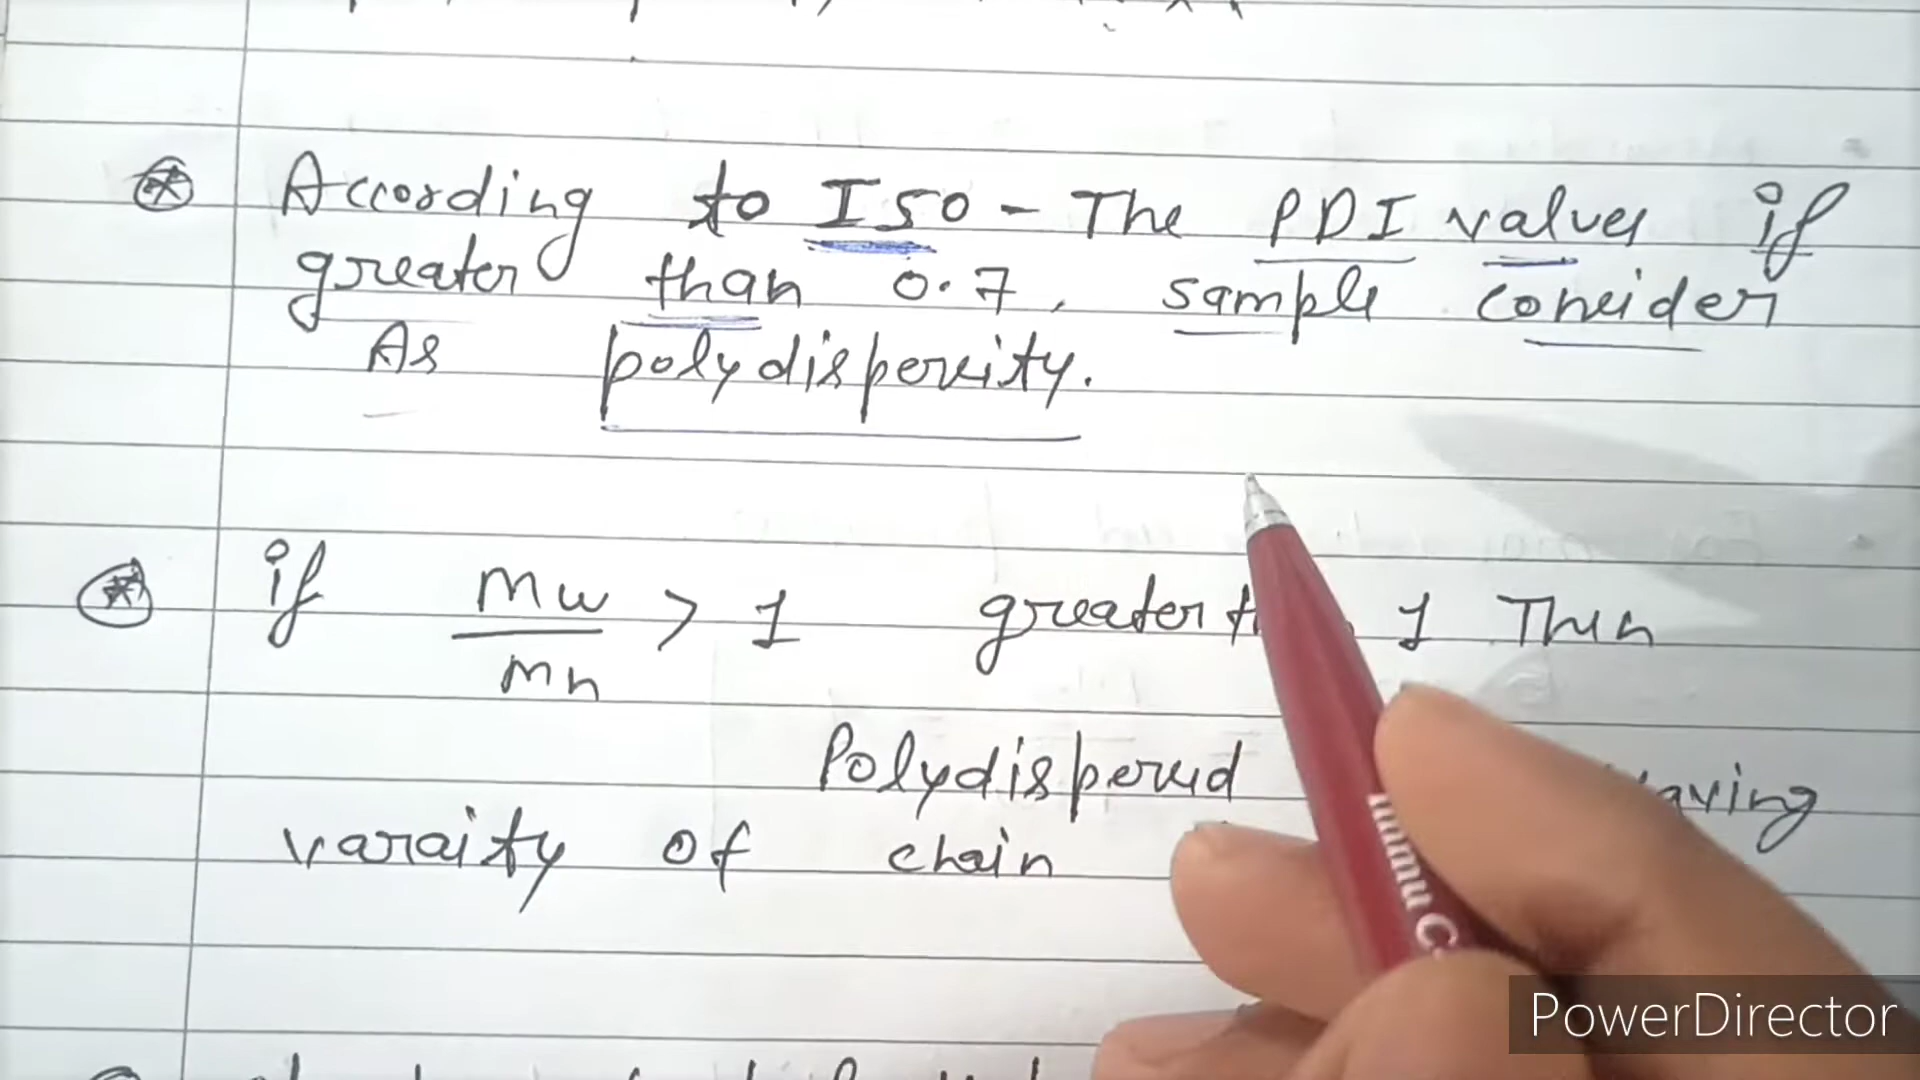 According to ISO - The PDI values if
greater than 0.7, sample consider
As polydispersity.
if Mw > 1 greater 1 Then
Mn
Polydispersed
varaity of chain
PowerDirector